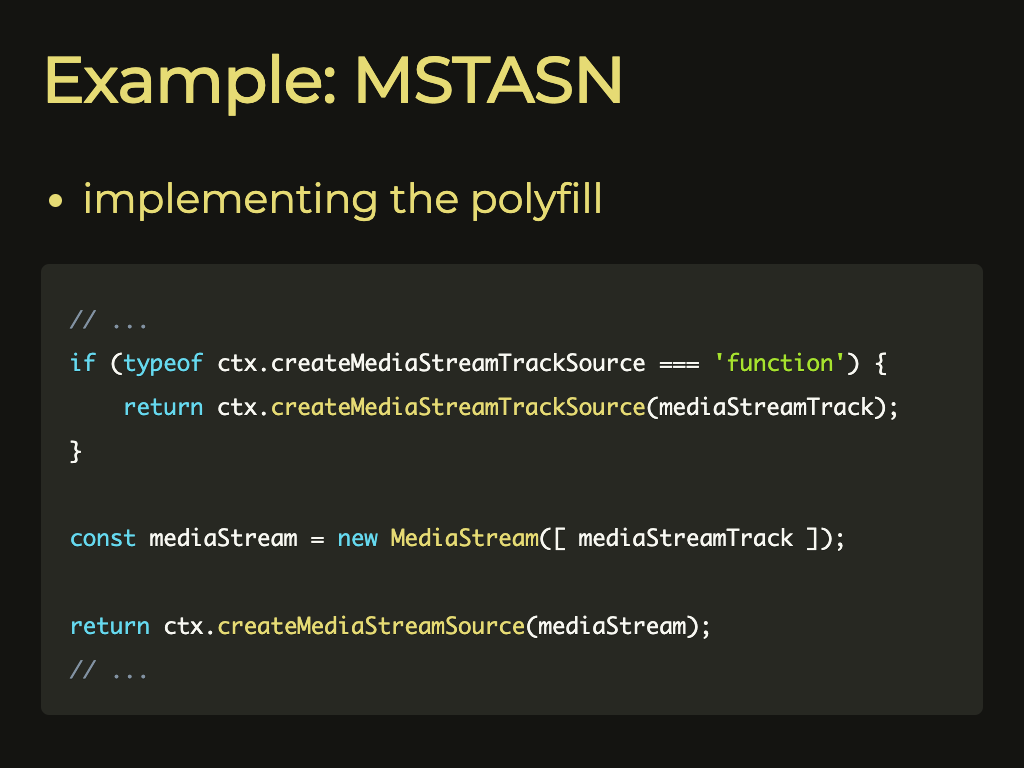 Example: MSTASN
• implementing the polyfill
// ...
if (typeof ctx.createMediaStreamTrackSource === 'function') {
    return ctx.createMediaStreamTrackSource(mediaStreamTrack);
}
const mediaStream = new MediaStream([ mediaStreamTrack ]);
return ctx.createMediaStreamSource(mediaStream);
// ...